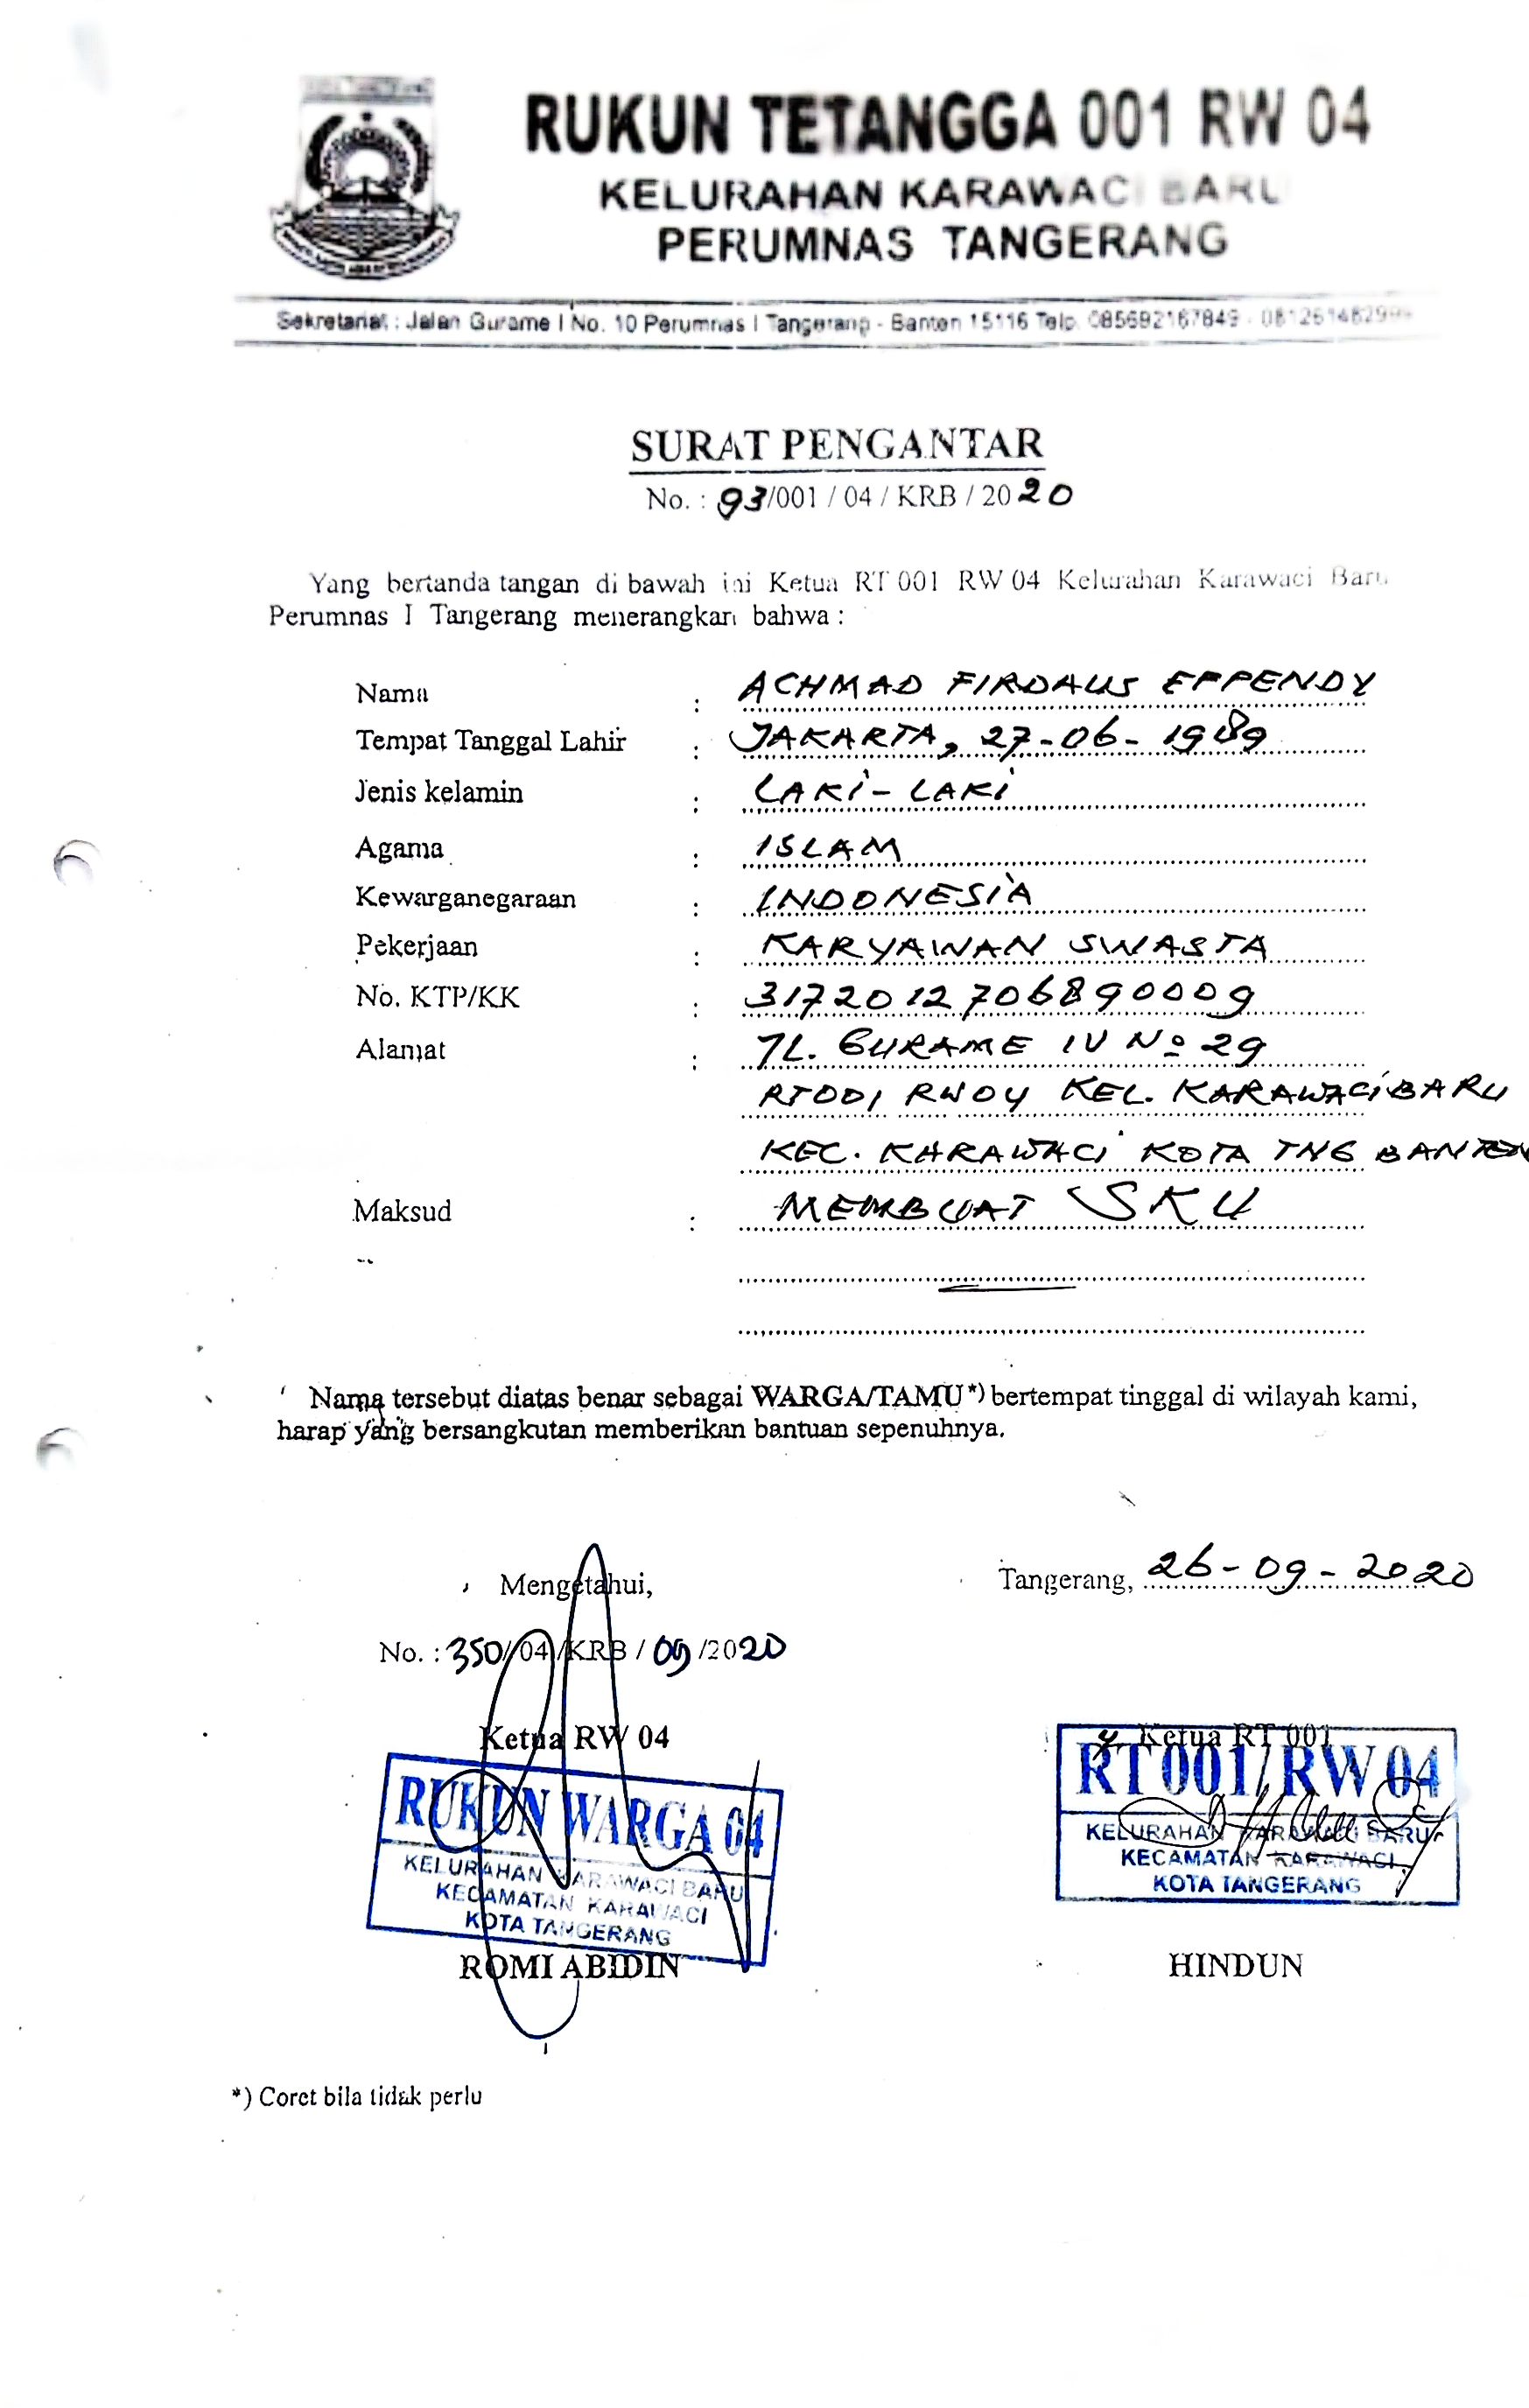 RUKUN TETANGGA 001 RW 04
KELURAHAN KARAWACI BARU
PERUMNAS TANGERANG
Sekretariat : Jalan Gurame I No. 10 Perumnas I Tangerang - Banten 15116 Telp. 085692167849 -
SURAT PENGANTAR
No. : 93/001 / 04 / KRB / 2020
Yang bertanda tangan di bawah ini Ketua RT 001 RW 04 Kelurahan Karawaci Baru
Perumnas I Tangerang menerangkan bahwa :
Nama : ACHMAD FIRDAUS EFFENDY
Tempat Tanggal Lahir : JAKARTA, 27-06-1989
Jenis kelamin : LAKI-LAKI
Agama : ISLAM
Kewarganegaraan : INDONESIA
Pekerjaan : KARYAWAN SWASTA
No. KTP/KK : 3172012706890009
Alamat : JL. GURAME IV No 29
RT001 RW04 KEL. KARAWACI BARU
KEC. KARAWACI KOTA TNG BANTEN
Maksud : MEMBUAT SKU
Nama tersebut diatas benar sebagai WARGA/TAMU*) bertempat tinggal di wilayah kami,
harap yang bersangkutan memberikan bantuan sepenuhnya.
Mengetahui,
No. : 350/04/KRB/09/2020
Ketua RW 04
RUKUN WARGA 04
KELURAHAN KARAWACI BARU
KECAMATAN KARAWACI
KOTA TANGERANG
ROMI ABIDIN
Tangerang, 26-09-2020
Ketua RT 001
RT 001/RW 04
KELURAHAN KARAWACI BARU
KECAMATAN KARAWACI
KOTA TANGERANG
HINDUN
*) Coret bila tidak perlu